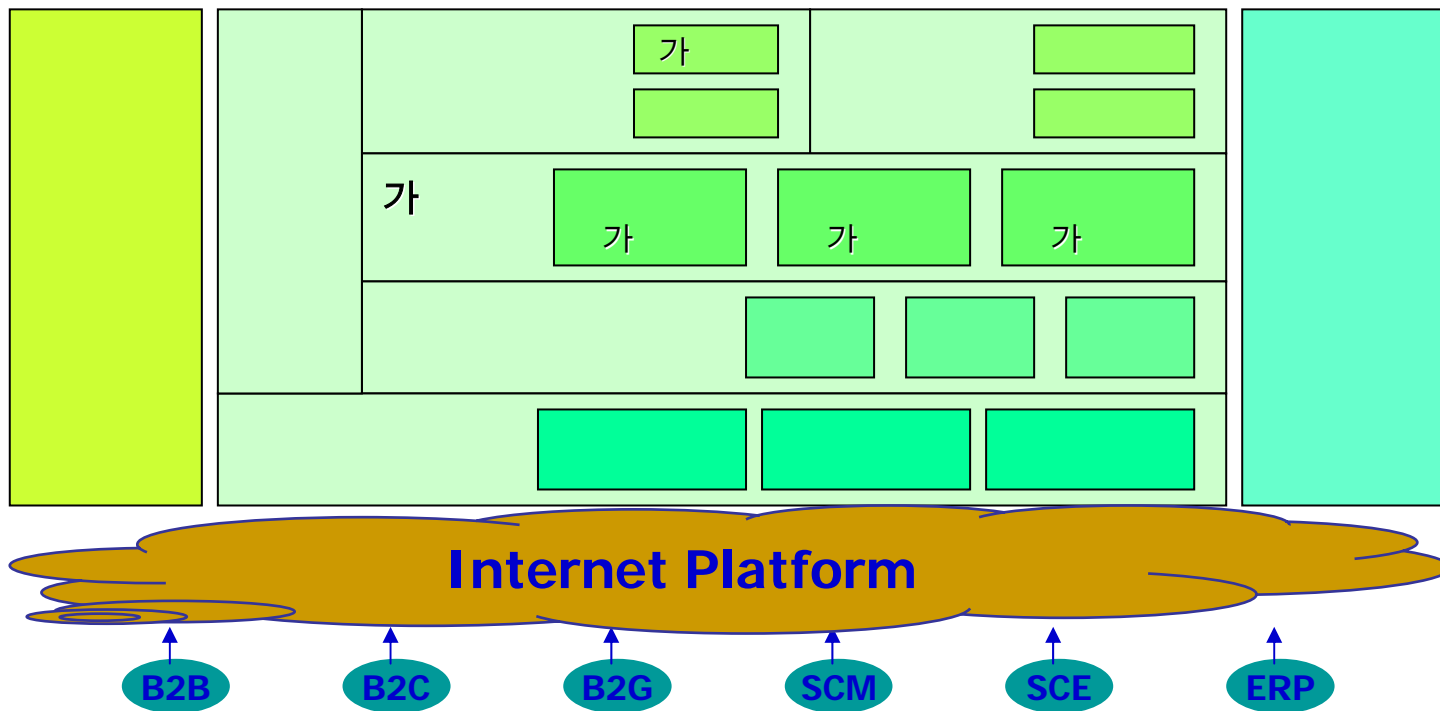 가
가
가 가 가
Internet Platform
B2B B2C B2G SCM SCE ERP